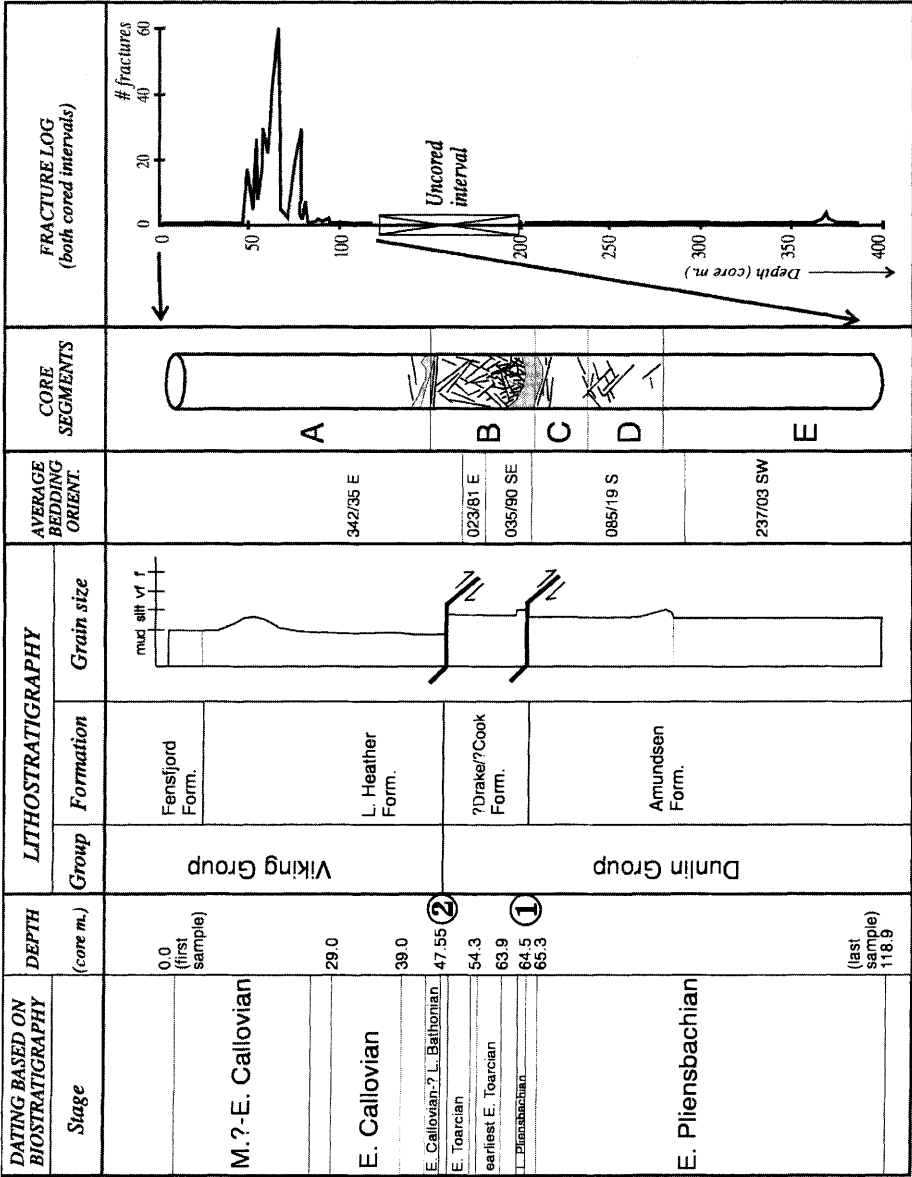 DATING BASED ON
BIOSTRATIGRAPHY
Stage
M.?-E. Callovian
E. Callovian
E. Callovian-? L. Bathonian
E. Toarcian
earliest E. Toarcian
L. Pliensbachian
E. Pliensbachian
DEPTH
(core m.)
0.0
(first
sample)
29.0
39.0
47.55 2
54.3
63.9
64.5 1
65.3
(last
sample)
118.9
LITHOSTRATIGRAPHY
Group
Viking Group
Dunlin Group
Formation
Fensfjord
Form.
L. Heather
Form.
?Drake/?Cook
Form.
Amundsen
Form.
Grain size
mud slt vf f
AVERAGE
BEDDING
ORIENT.
342/35 E
023/81 E
035/90 SE
085/19 S
237/03 SW
CORE
SEGMENTS
A
B
C
D
E
FRACTURE LOG
(both cored intervals)
# fractures
0 20 40 60
Uncored
interval
0
50
100
200
250
300
350
400
Depth (core m.)